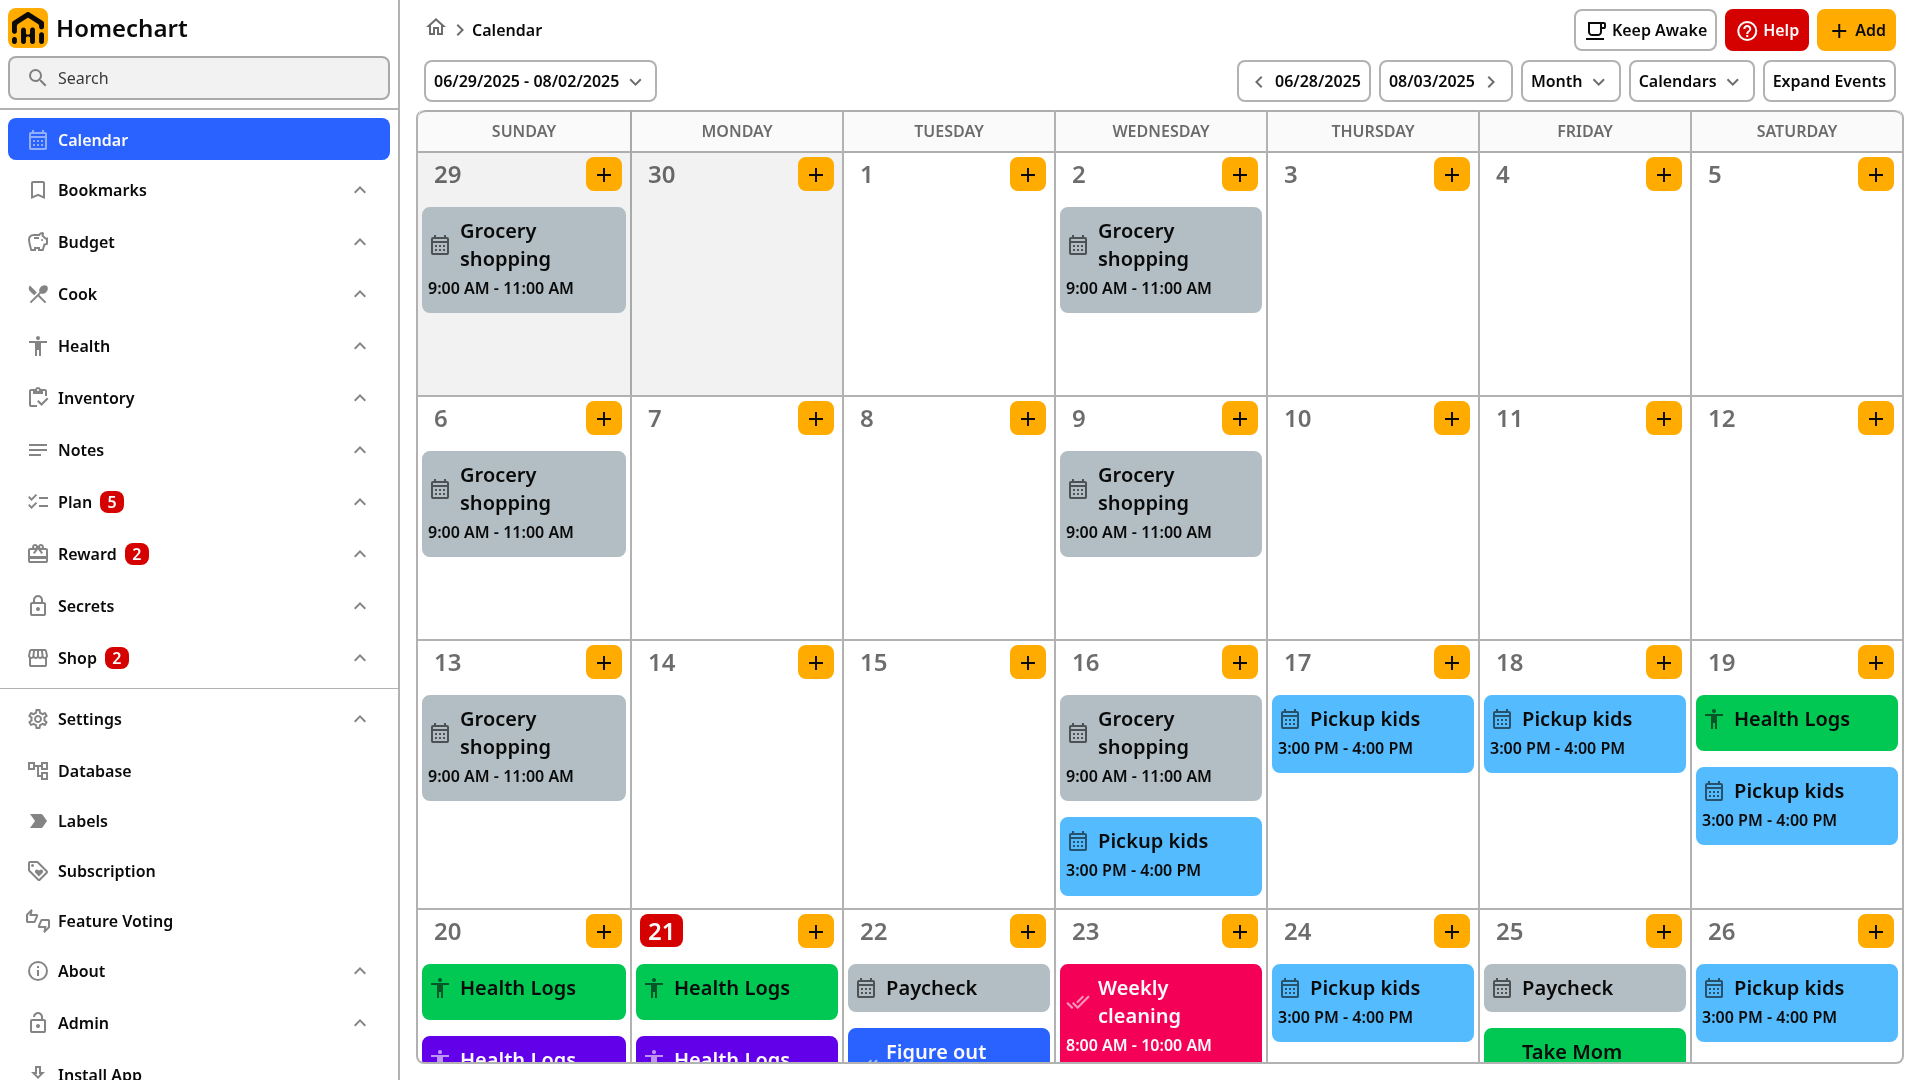 Homechart
Search
Calendar
Bookmarks
Budget
Cook
Health
Inventory
Notes
Plan 5
Reward 2
Secrets
Shop 2
Settings
Database
Labels
Subscription
Feature Voting
About
Admin
Install App
Calendar
Keep Awake
Help
Add
06/29/2025 - 08/02/2025
06/28/2025
08/03/2025
Month
Calendars
Expand Events
SUNDAY MONDAY TUESDAY WEDNESDAY THURSDAY FRIDAY SATURDAY
29 30 1 2 3 4 5
Grocery
shopping
9:00 AM - 11:00 AM
Grocery
shopping
9:00 AM - 11:00 AM
6 7 8 9 10 11 12
Grocery
shopping
9:00 AM - 11:00 AM
Grocery
shopping
9:00 AM - 11:00 AM
13 14 15 16 17 18 19
Grocery
shopping
9:00 AM - 11:00 AM
Grocery
shopping
9:00 AM - 11:00 AM
Pickup kids
3:00 PM - 4:00 PM
Pickup kids
3:00 PM - 4:00 PM
Pickup kids
3:00 PM - 4:00 PM
Health Logs
Pickup kids
3:00 PM - 4:00 PM
20 21 22 23 24 25 26
Health Logs
Health Logs
Health Logs
Health Logs
Paycheck
Figure out
Weekly
cleaning
8:00 AM - 10:00 AM
Pickup kids
3:00 PM - 4:00 PM
Paycheck
Take Mom
Pickup kids
3:00 PM - 4:00 PM